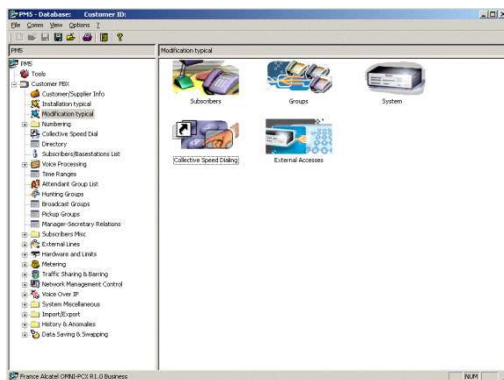 PM5 - Database: Customer ID:
File Comm View Options ?
PM5
Modification typical
PM5
Tools
Customer PBX
Customer/Supplier Info
Installation typical
Modification typical
Numbering
Collective Speed Dial
Directory
Subscribers/Basestations List
Voice Processing
Time Ranges
Attendant Group List
Hunting Groups
Broadcast Groups
Pickup Groups
Manager-Secretary Relations
Subscribers Misc
External Lines
Hardware and Limits
Metering
Traffic Sharing & Barring
Network Management Control
Voice Over IP
System Miscellaneous
Import/Export
History & Anomalies
Data Saving & Swapping
Subscribers
Groups
System
Collective Speed Dialing
External Accesses
France Alcatel OMNI-PCX R1.0 Business
NUM